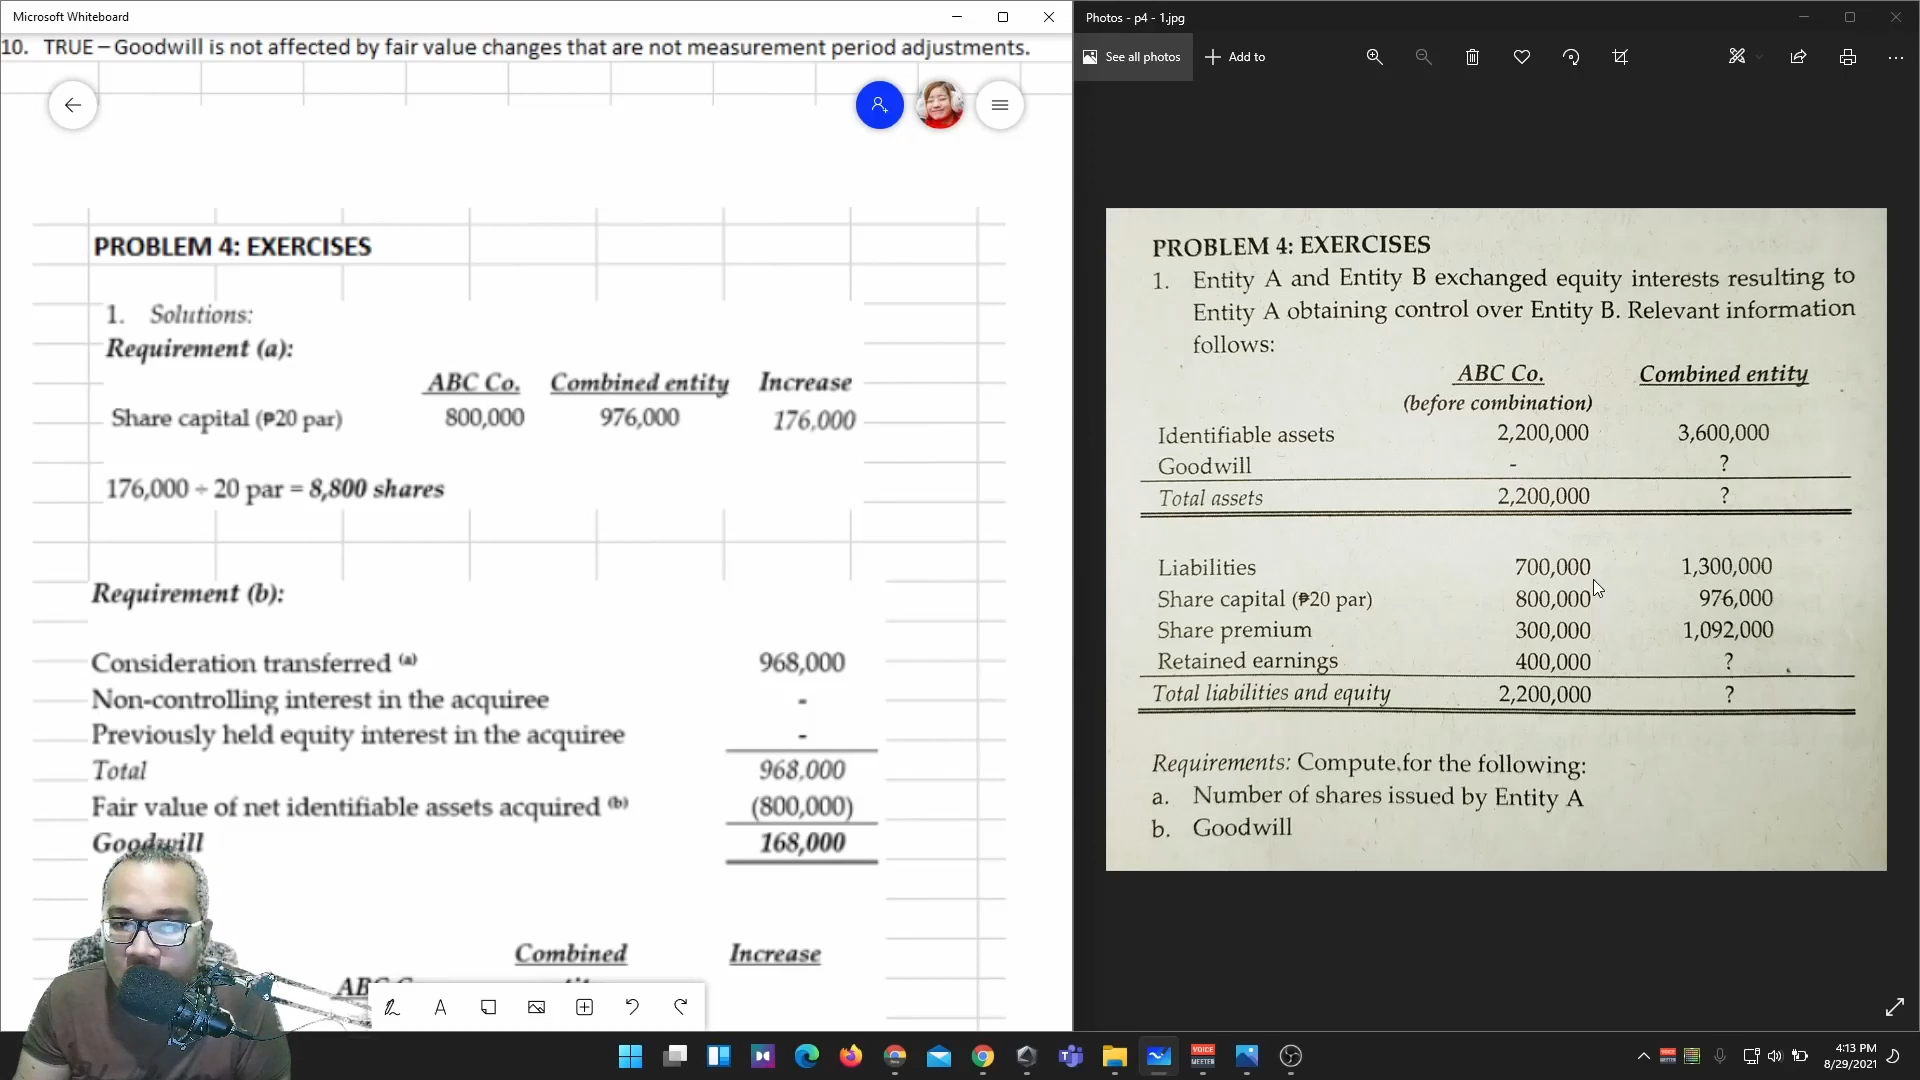 Microsoft Whiteboard
10. TRUE – Goodwill is not affected by fair value changes that are not measurement period adjustments.
PROBLEM 4: EXERCISES
1. Solutions:
Requirement (a):
ABC Co. Combined entity Increase
Share capital (₱20 par) 800,000 976,000 176,000
176,000 ÷ 20 par = 8,800 shares
Requirement (b):
Consideration transferred (a) 968,000
Non-controlling interest in the acquiree -
Previously held equity interest in the acquiree -
Total 968,000
Fair value of net identifiable assets acquired (b) (800,000)
Goodwill 168,000
Combined Increase
Photos - p4 - 1.jpg
See all photos Add to
PROBLEM 4: EXERCISES
1. Entity A and Entity B exchanged equity interests resulting to
Entity A obtaining control over Entity B. Relevant information
follows:
ABC Co. Combined entity
(before combination)
Identifiable assets 2,200,000 3,600,000
Goodwill - ?
Total assets 2,200,000 ?
Liabilities 700,000 1,300,000
Share capital (₱20 par) 800,000 976,000
Share premium 300,000 1,092,000
Retained earnings 400,000 ?
Total liabilities and equity 2,200,000 ?
Requirements: Compute for the following:
a. Number of shares issued by Entity A
b. Goodwill
VOICE
MEETER
4:13 PM
8/29/2021